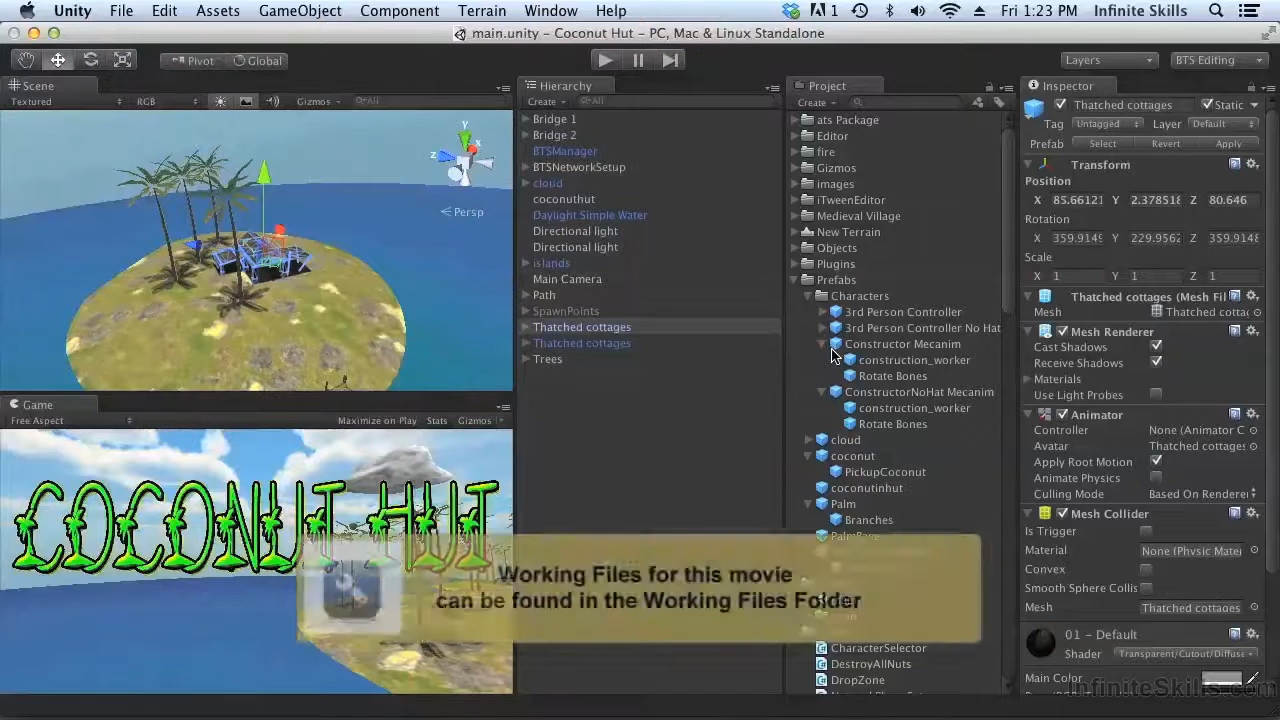 Unity File Edit Assets GameObject Component Terrain Window Help
1 Fri 1:23 PM Infinite Skills
main.unity - Coconut Hut - PC, Mac & Linux Standalone
Pivot Global Layers BTS Editing
Scene
Textured RGB Gizmos All
Y
X
Z
Persp
Game
Free Aspect Maximize on Play Stats Gizmos
COCONUT HUT
Hierarchy
Create All
Bridge 1
Bridge 2
BTSManager
BTSNetworkSetup
cloud
coconuthut
Daylight Simple Water
Directional light
Directional light
islands
Main Camera
Path
SpawnPoints
Thatched cottages
Thatched cottages
Trees
Project
Create
ats Package
Editor
fire
Gizmos
images
iTweenEditor
Medieval Village
New Terrain
Objects
Plugins
Prefabs
Characters
3rd Person Controller
3rd Person Controller No Hat
Constructor Mecanim
construction_worker
Rotate Bones
ConstructorNoHat Mecanim
construction_worker
Rotate Bones
cloud
coconut
PickupCoconut
coconutinhut
Palm
Branches
PalmBase
CharacterSelector
DestroyAllNuts
DropZone
Inspector
Thatched cottages Static
Tag Untagged Layer Default
Prefab Select Revert Apply
Transform
Position
X 85.66121 Y 2.378518 Z 80.646
Rotation
X 359.9149 Y 229.9562 Z 359.9148
Scale
X 1 Y 1 Z 1
Thatched cottages (Mesh Fil
Mesh Thatched cottag
Mesh Renderer
Cast Shadows
Receive Shadows
Materials
Use Light Probes
Animator
Controller None (Animator C
Avatar Thatched cottages
Apply Root Motion
Animate Physics
Culling Mode Based On Renderer
Mesh Collider
Is Trigger
Material None (Physic Mater
Convex
Smooth Sphere Collis
Mesh Thatched cottages
01 - Default
Shader Transparent/Cutout/Diffuse
Main Color
Working Files for this movie
can be found in the Working Files Folder
InfiniteSkills.com